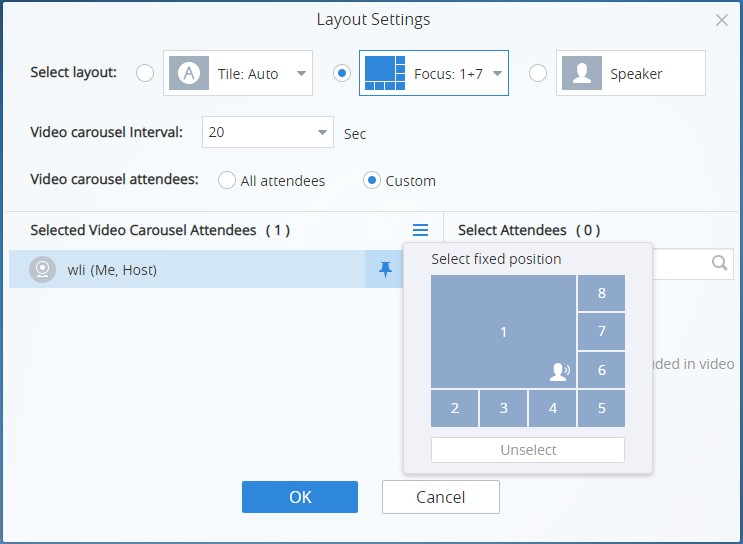 Layout Settings
Select layout: A Tile: Auto Focus: 1+7 Speaker
Video carousel Interval: 20 Sec
Video carousel attendees: All attendees Custom
Selected Video Carousel Attendees ( 1 ) Select Attendees ( 0 )
wli (Me, Host)
Select fixed position
1
8
7
6
2 3 4 5
in video
Unselect
OK Cancel